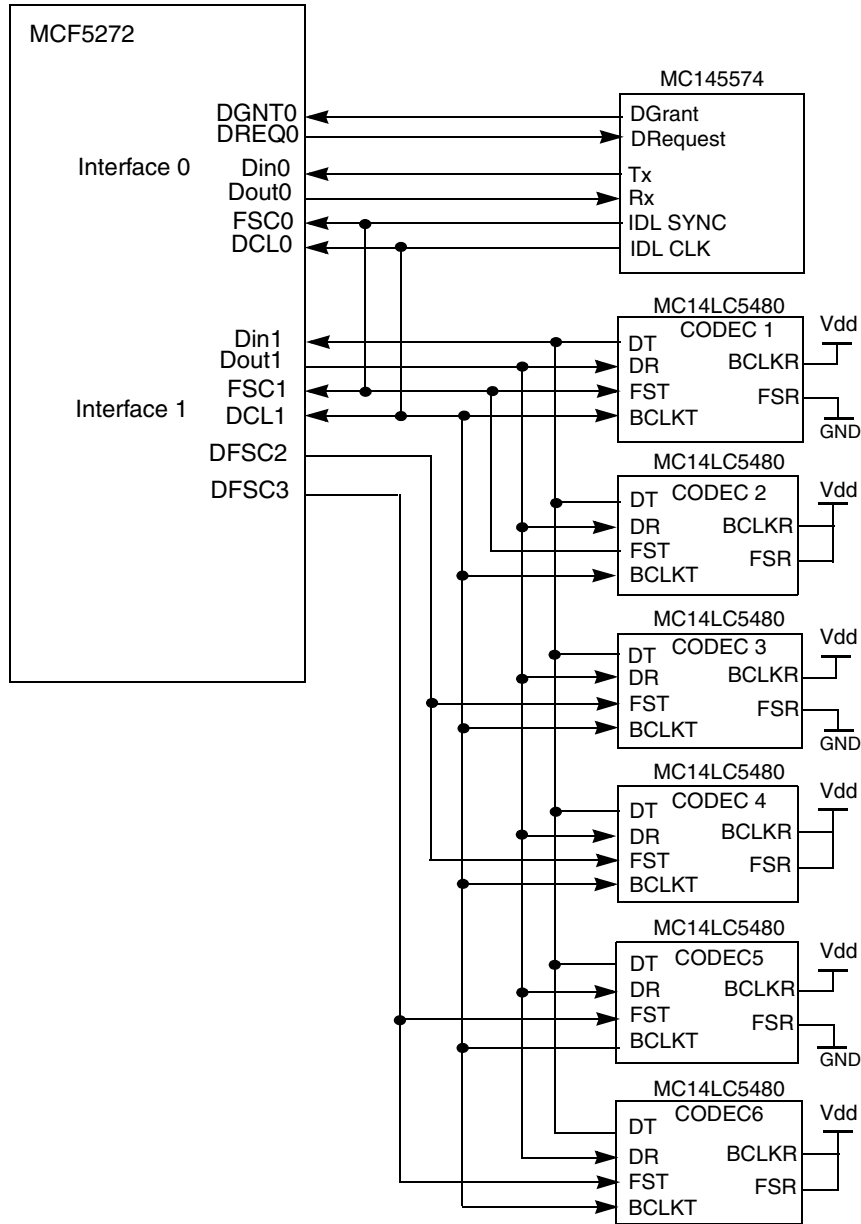 MCF5272
MC145574
DGNT0
DGrant
DREQ0
DRequest
Interface 0
Din0
Tx
Dout0
Rx
FSC0
IDL SYNC
DCL0
IDL CLK
MC14LC5480
CODEC 1
Vdd
Din1
DT
BCLKR
Dout1
DR
FSC1
FST
FSR
Interface 1
DCL1
BCLKT
GND
DFSC2
DFSC3
MC14LC5480
CODEC 2
Vdd
DT
DR
BCLKR
FST
FSR
BCLKT
MC14LC5480
CODEC 3
Vdd
DT
DR
BCLKR
FST
FSR
BCLKT
GND
MC14LC5480
CODEC 4
Vdd
DT
DR
BCLKR
FST
FSR
BCLKT
MC14LC5480
CODEC5
Vdd
DT
DR
BCLKR
FST
FSR
BCLKT
GND
MC14LC5480
CODEC6
Vdd
DT
DR
BCLKR
FST
FSR
BCLKT